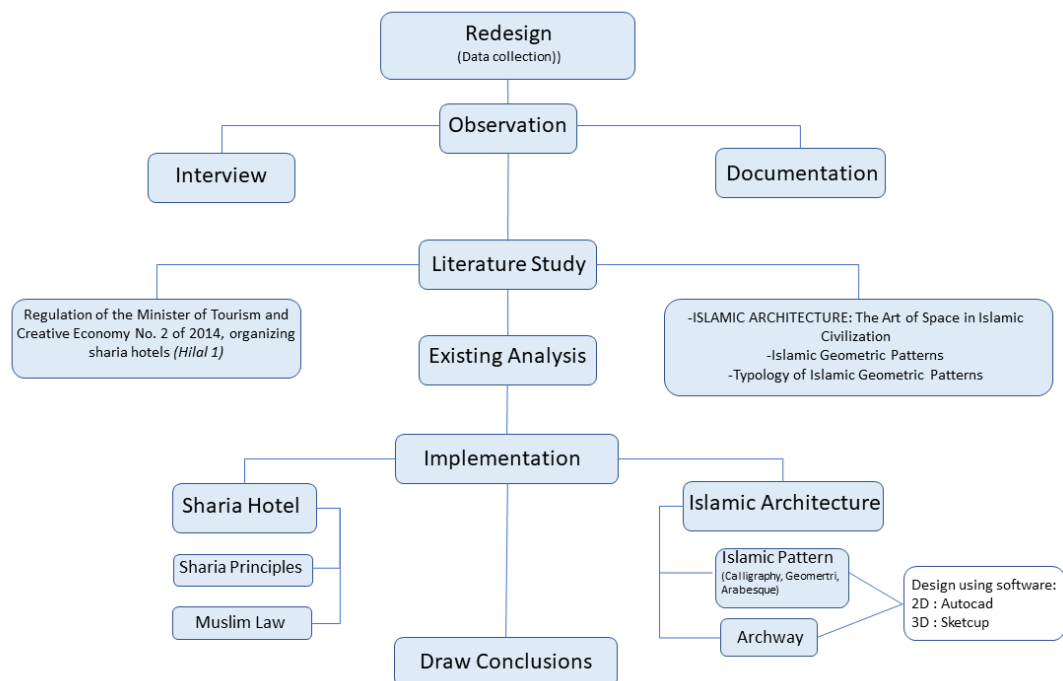 Redesign
(Data collection))
Observation
Interview
Documentation
Literature Study
Regulation of the Minister of Tourism and
Creative Economy No. 2 of 2014, organizing
sharia hotels (Hilal 1)
-ISLAMIC ARCHITECTURE: The Art of Space in Islamic
Civilization
-Islamic Geometric Patterns
-Typology of Islamic Geometric Patterns
Existing Analysis
Implementation
Sharia Hotel
Sharia Principles
Muslim Law
Islamic Architecture
Islamic Pattern
(Calligraphy, Geometri,
Arabesque)
Archway
Design using software:
2D : Autocad
3D : Sketcup
Draw Conclusions